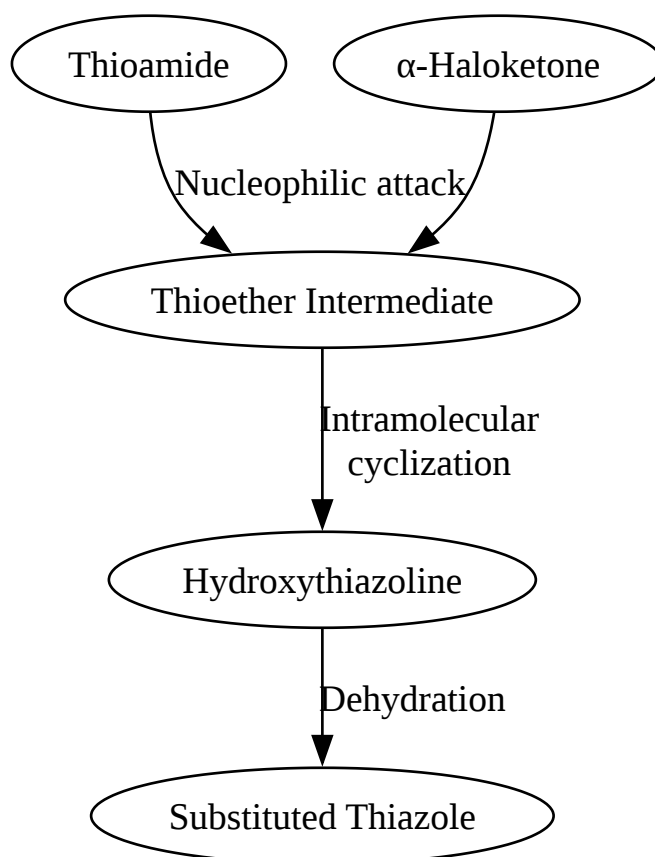 Thioamide
α-Haloketone
Nucleophilic attack
Thioether Intermediate
Intramolecular
cyclization
Hydroxythiazoline
Dehydration
Substituted Thiazole